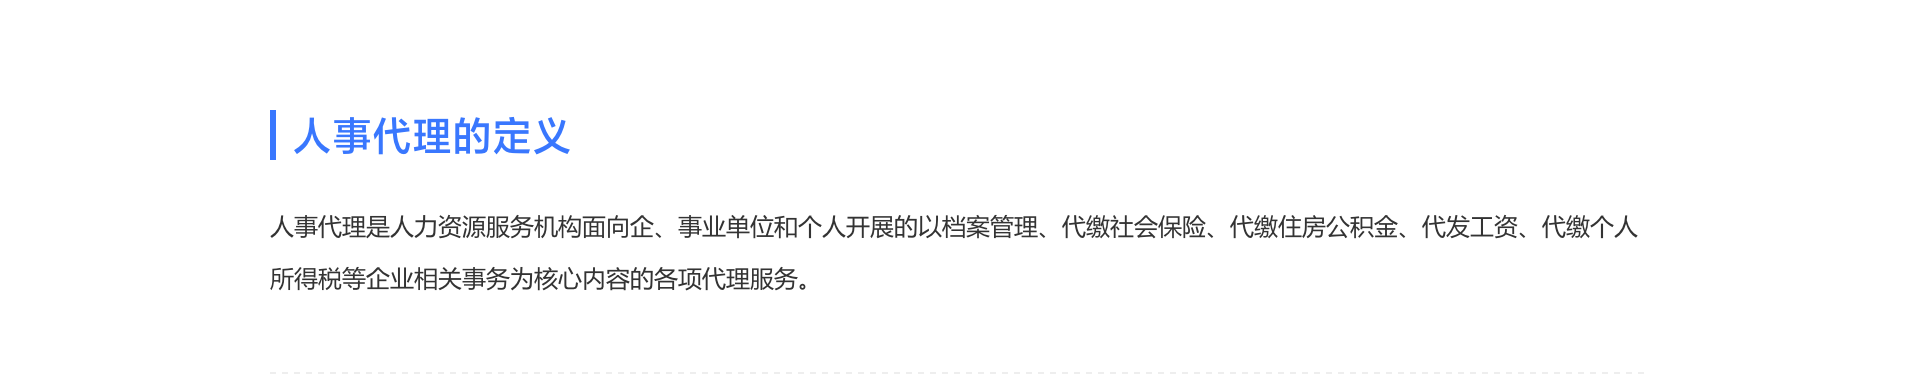 人事代理的定义
人事代理是人力资源服务机构面向企、事业单位和个人开展的以档案管理、代缴社会保险、代缴住房公积金、代发工资、代缴个人
所得税等企业相关事务为核心内容的各项代理服务。